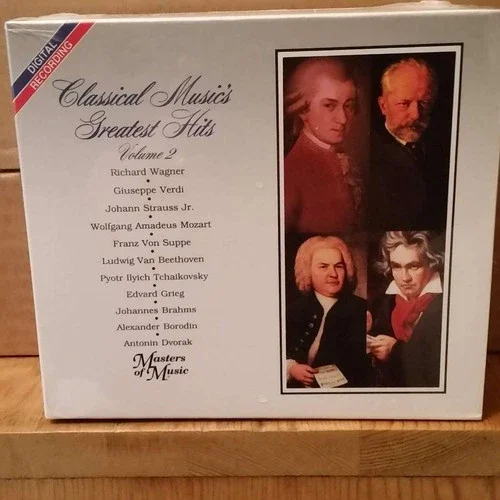 DIGITAL
RECORDING
Classical Music's
Greatest Hits
Volume 2
Richard Wagner
Giuseppe Verdi
Johann Strauss Jr.
Wolfgang Amadeus Mozart
Franz Von Suppe
Ludwig Van Beethoven
Pyotr Ilyich Tchaikovsky
Edvard Grieg
Johannes Brahms
Alexander Borodin
Antonin Dvorak
Masters
of Music